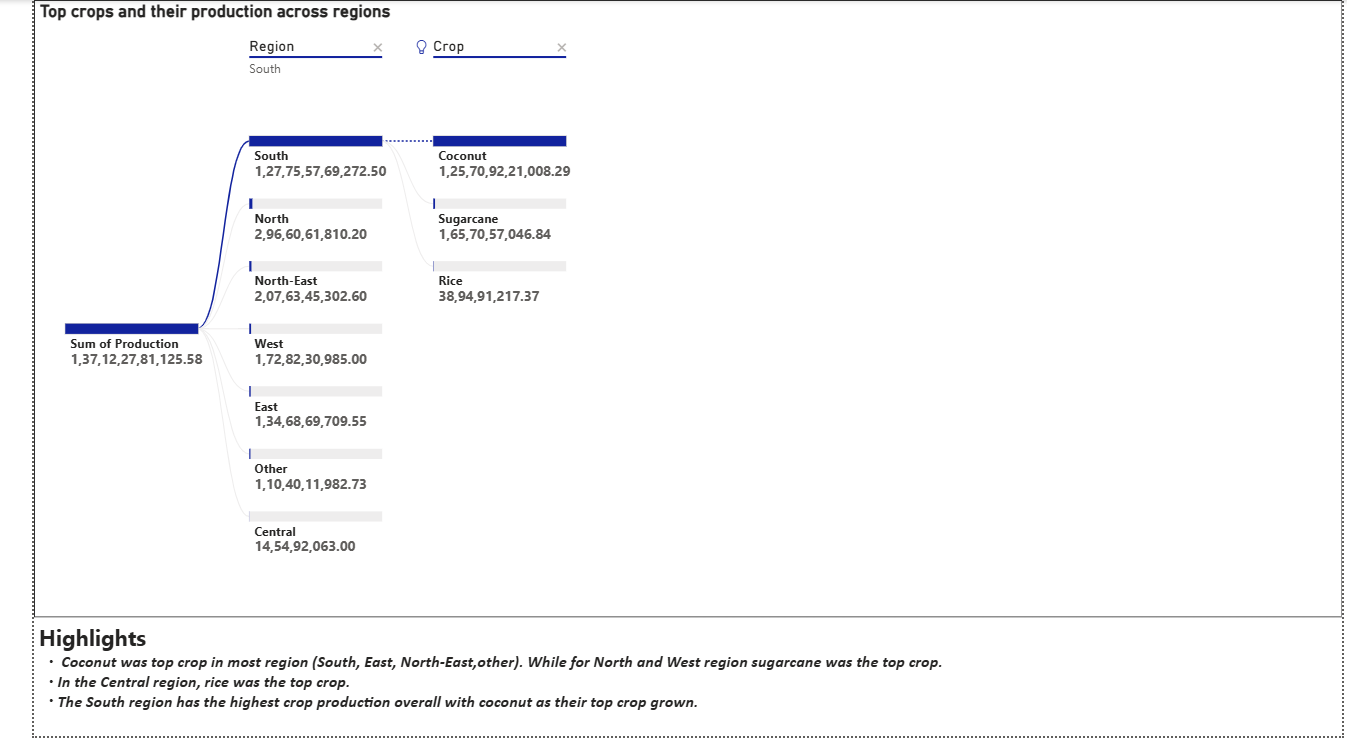 Top crops and their production across regions
Region
Crop
South
South
1,27,75,57,69,272.50
Coconut
1,25,70,92,21,008.29
North
2,96,60,61,810.20
Sugarcane
1,65,70,57,046.84
North-East
2,07,63,45,302.60
Rice
38,94,91,217.37
Sum of Production
1,37,12,27,81,125.58
West
1,72,82,30,985.00
East
1,34,68,69,709.55
Other
1,10,40,11,982.73
Central
14,54,92,063.00
Highlights
• Coconut was top crop in most region (South, East, North-East,other). While for North and West region sugarcane was the top crop.
• In the Central region, rice was the top crop.
• The South region has the highest crop production overall with coconut as their top crop grown.